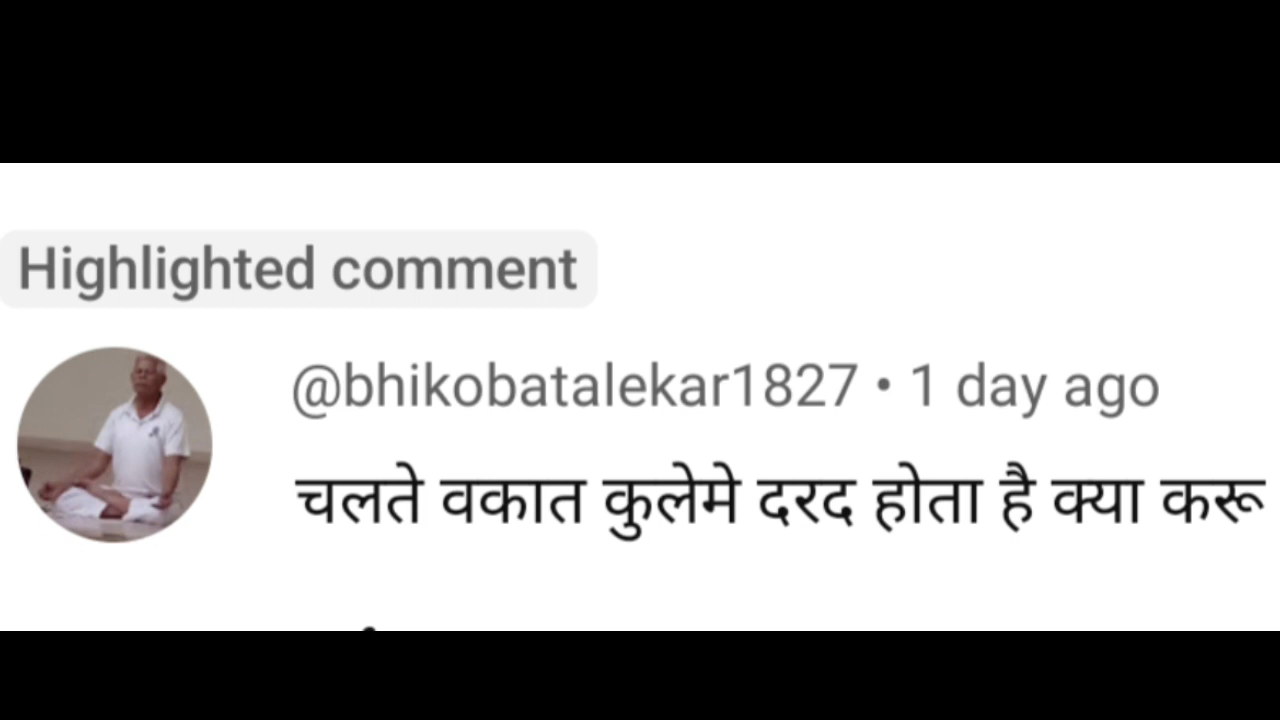 Highlighted comment
@bhikobatalekar1827 • 1 day ago
चलते वकात कुलेमे दरद होता है क्या करू